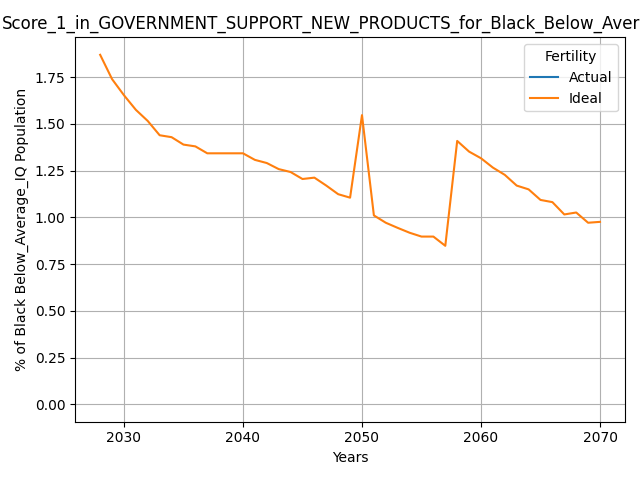 Score_1_in_GOVERNMENT_SUPPORT_NEW_PRODUCTS_for_Black_Below_Aver
Fertility
Actual
Ideal
% of Black Below_Average_IQ Population
1.75
1.50
1.25
1.00
0.75
0.50
0.25
0.00
2030 2040 2050 2060 2070
Years